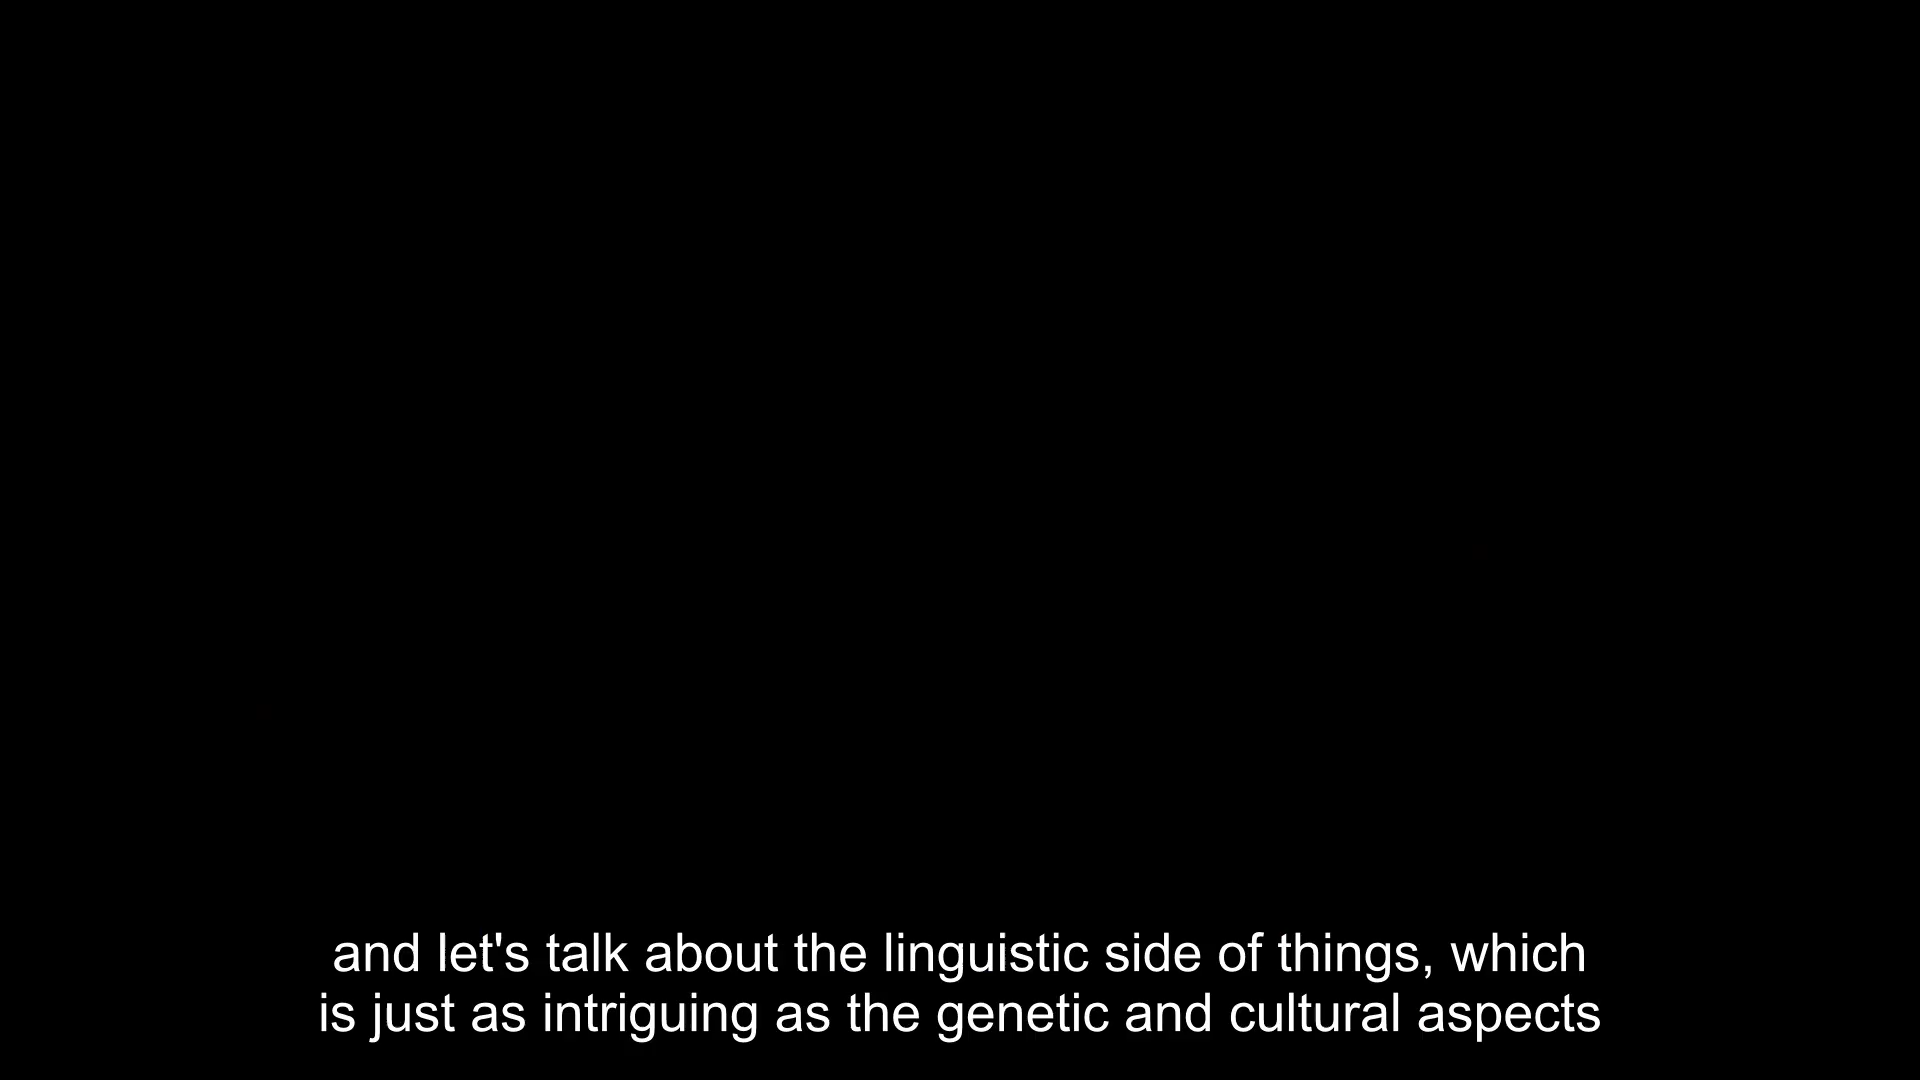 and let's talk about the linguistic side of things, which
is just as intriguing as the genetic and cultural aspects